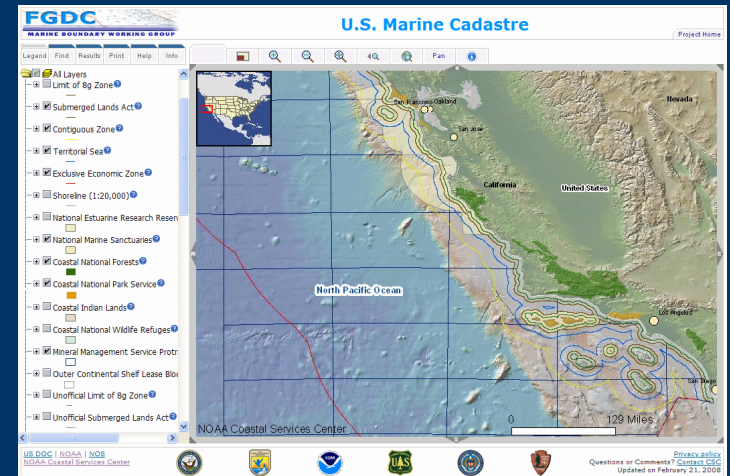 FGDC
MARINE BOUNDARY WORKING GROUP
U.S. Marine Cadastre
Project Home
Legend Find Results Print Help Info
Pan
All Layers
Limit of 8g Zone
Submerged Lands Act
Contiguous Zone
Territorial Sea
Exclusive Economic Zone
Shoreline (1:20,000)
National Estuarine Research Reserv
National Marine Sanctuaries
Coastal National Forests
Coastal National Park Service
Coastal Indian Lands
Coastal National Wildlife Refuges
Mineral Management Service Protr
Outer Continental Shelf Lease Bloc
Unofficial Limit of 8g Zone
Unofficial Submerged Lands Act
San Francisco Oakland
San Jose
Nevada
California
United States
North Pacific Ocean
Los Angeles
San Diego
NOAA Coastal Services Center
0 129 Miles
US DOC | NOAA | NOS
NOAA Coastal Services Center
Privacy policy
Questions or Comments? Contact CSC
Updated on February 21, 2008